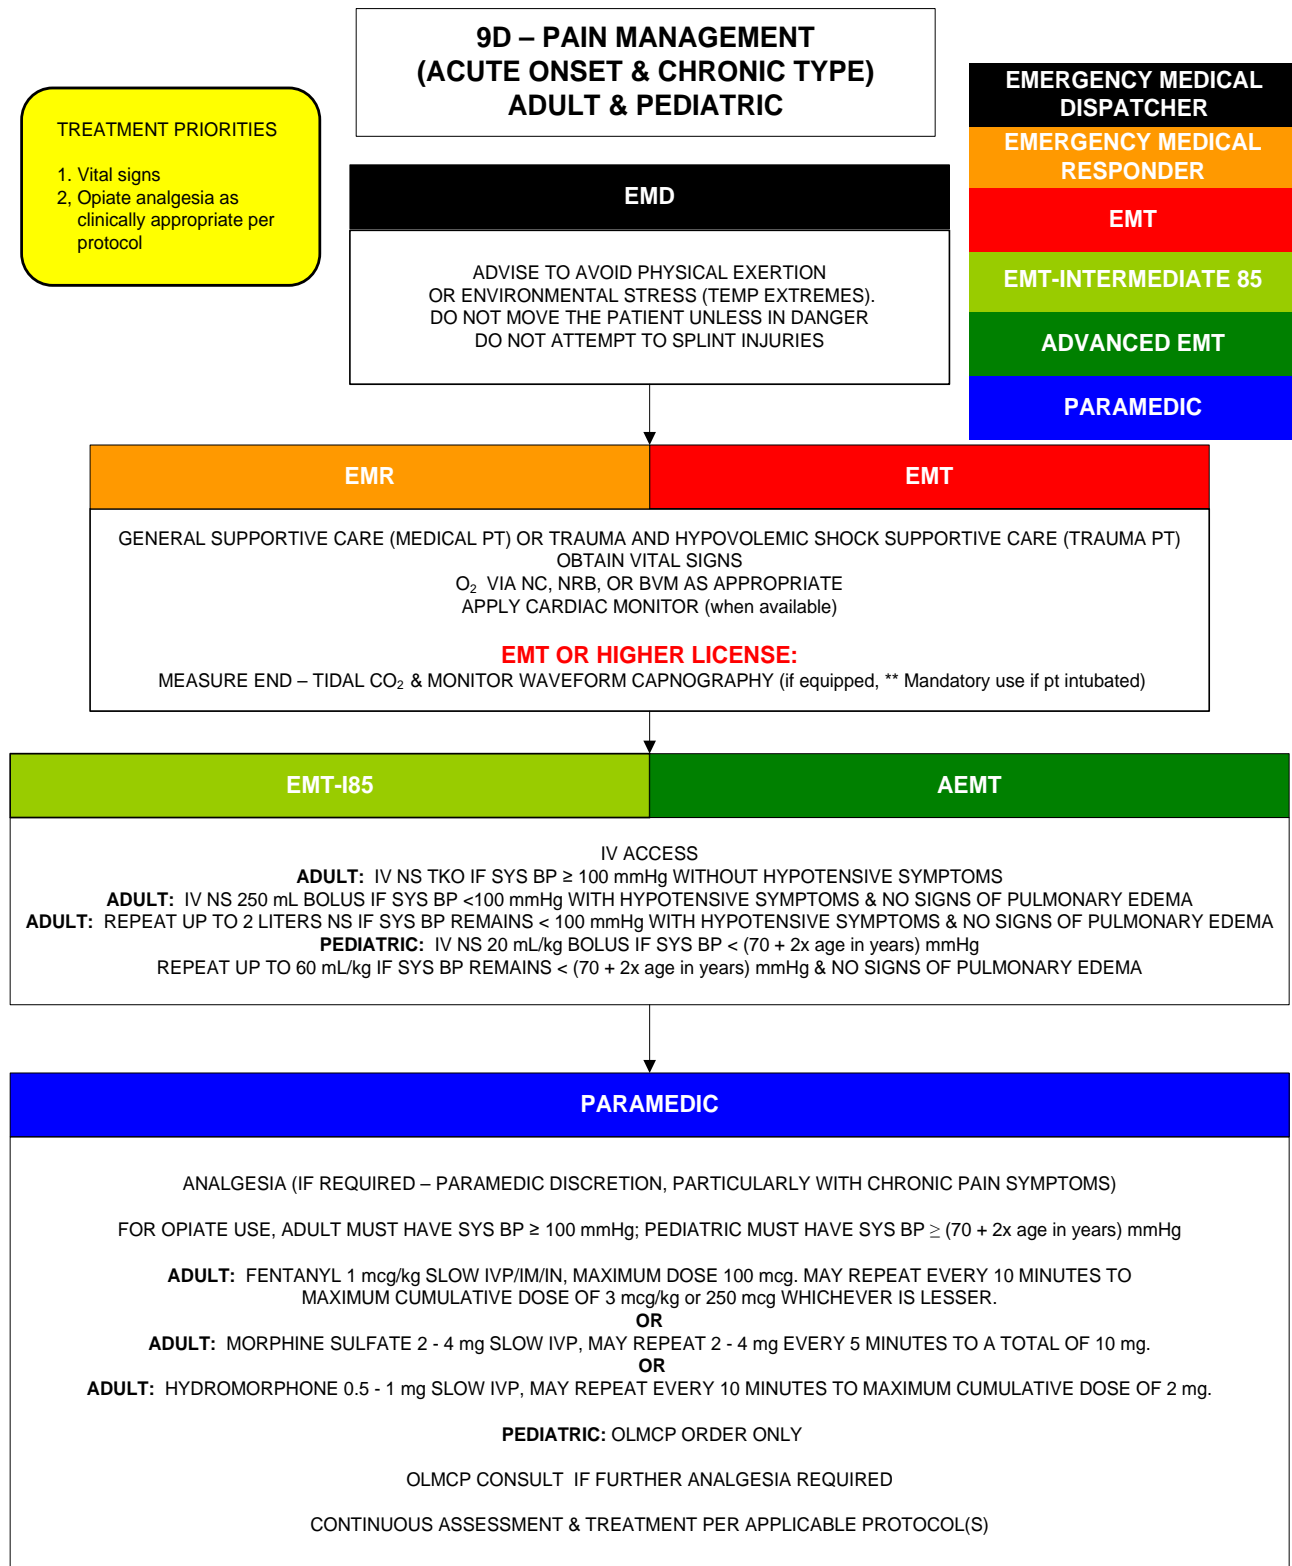 9D – PAIN MANAGEMENT
(ACUTE ONSET & CHRONIC TYPE)
ADULT & PEDIATRIC
TREATMENT PRIORITIES
1. Vital signs
2, Opiate analgesia as
clinically appropriate per
protocol
EMERGENCY MEDICAL
DISPATCHER
EMERGENCY MEDICAL
RESPONDER
EMT
EMT-INTERMEDIATE 85
ADVANCED EMT
PARAMEDIC
EMD
ADVISE TO AVOID PHYSICAL EXERTION
OR ENVIRONMENTAL STRESS (TEMP EXTREMES).
DO NOT MOVE THE PATIENT UNLESS IN DANGER
DO NOT ATTEMPT TO SPLINT INJURIES
EMR
EMT
GENERAL SUPPORTIVE CARE (MEDICAL PT) OR TRAUMA AND HYPOVOLEMIC SHOCK SUPPORTIVE CARE (TRAUMA PT)
OBTAIN VITAL SIGNS
O₂ VIA NC, NRB, OR BVM AS APPROPRIATE
APPLY CARDIAC MONITOR (when available)
EMT OR HIGHER LICENSE:
MEASURE END – TIDAL CO₂ & MONITOR WAVEFORM CAPNOGRAPHY (if equipped, ** Mandatory use if pt intubated)
EMT-I85
AEMT
IV ACCESS
ADULT: IV NS TKO IF SYS BP ≥ 100 mmHg WITHOUT HYPOTENSIVE SYMPTOMS
ADULT: IV NS 250 mL BOLUS IF SYS BP <100 mmHg WITH HYPOTENSIVE SYMPTOMS & NO SIGNS OF PULMONARY EDEMA
ADULT: REPEAT UP TO 2 LITERS NS IF SYS BP REMAINS < 100 mmHg WITH HYPOTENSIVE SYMPTOMS & NO SIGNS OF PULMONARY EDEMA
PEDIATRIC: IV NS 20 mL/kg BOLUS IF SYS BP < (70 + 2x age in years) mmHg
REPEAT UP TO 60 mL/kg IF SYS BP REMAINS < (70 + 2x age in years) mmHg & NO SIGNS OF PULMONARY EDEMA
PARAMEDIC
ANALGESIA (IF REQUIRED – PARAMEDIC DISCRETION, PARTICULARLY WITH CHRONIC PAIN SYMPTOMS)
FOR OPIATE USE, ADULT MUST HAVE SYS BP ≥ 100 mmHg; PEDIATRIC MUST HAVE SYS BP ≥ (70 + 2x age in years) mmHg
ADULT: FENTANYL 1 mcg/kg SLOW IVP/IM/IN, MAXIMUM DOSE 100 mcg. MAY REPEAT EVERY 10 MINUTES TO
MAXIMUM CUMULATIVE DOSE OF 3 mcg/kg or 250 mcg WHICHEVER IS LESSER.
OR
ADULT: MORPHINE SULFATE 2 - 4 mg SLOW IVP, MAY REPEAT 2 - 4 mg EVERY 5 MINUTES TO A TOTAL OF 10 mg.
OR
ADULT: HYDROMORPHONE 0.5 - 1 mg SLOW IVP, MAY REPEAT EVERY 10 MINUTES TO MAXIMUM CUMULATIVE DOSE OF 2 mg.
PEDIATRIC: OLMCP ORDER ONLY
OLMCP CONSULT IF FURTHER ANALGESIA REQUIRED
CONTINUOUS ASSESSMENT & TREATMENT PER APPLICABLE PROTOCOL(S)